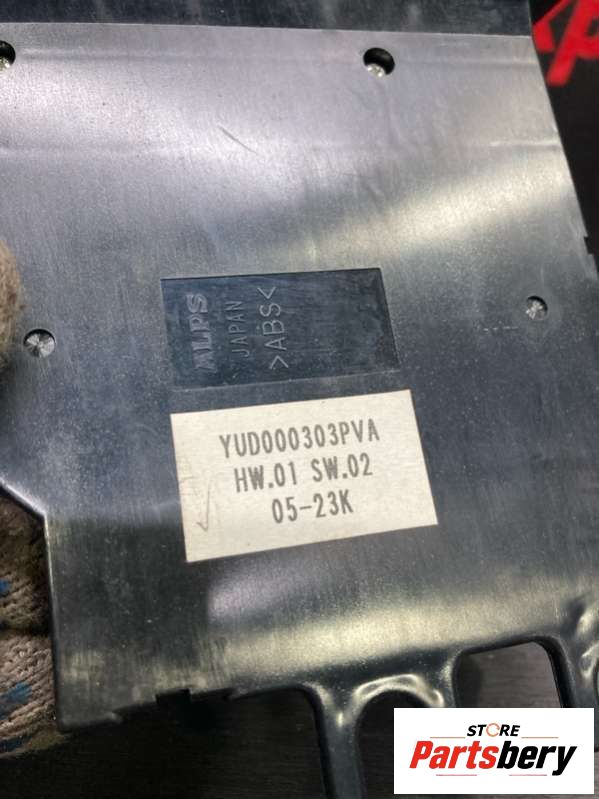 ALPS
JAPAN
>ABS<
YUD000303PVA
HW.01 SW.02
05-23K
STORE
Partsbery